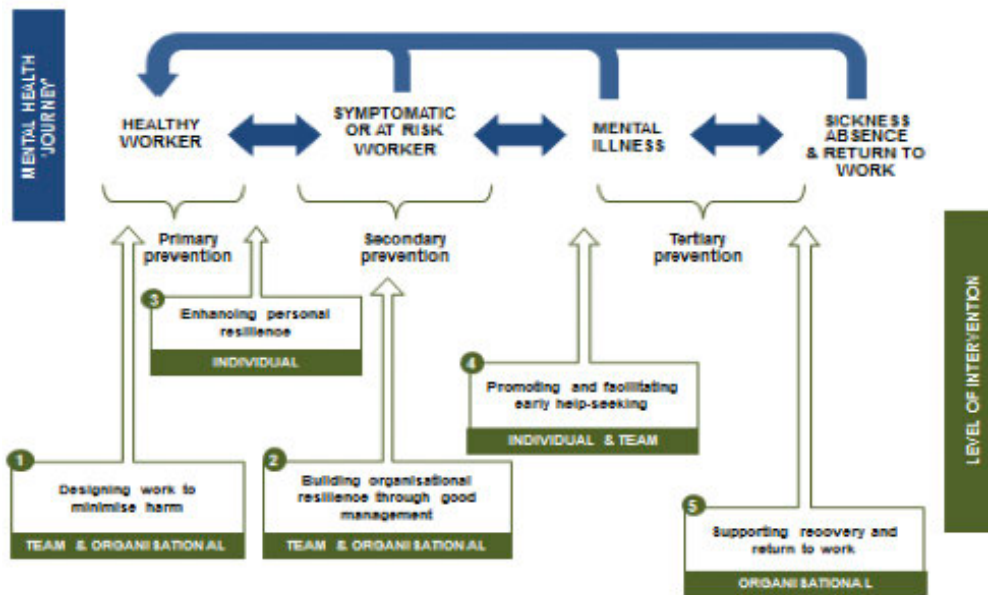 MENTAL HEALTH
'JOURNEY'
HEALTHY
WORKER
SYMPTOMATIC
OR AT RISK
WORKER
MENTAL
ILLNESS
SICKNESS
ABSENCE
& RETURN TO
WORK
Primary
prevention
Secondary
prevention
Tertiary
prevention
3
Enhancing personal
resilience
INDIVIDUAL
4
Promoting and facilitating
early help-seeking
INDIVIDUAL & TEAM
1
Designing work to
minimise harm
TEAM & ORGANISATIONAL
2
Building organisational
resilience through good
management
TEAM & ORGANISATIONAL
5
Supporting recovery and
return to work
ORGANISATIONAL
LEVEL OF INTERVENTION